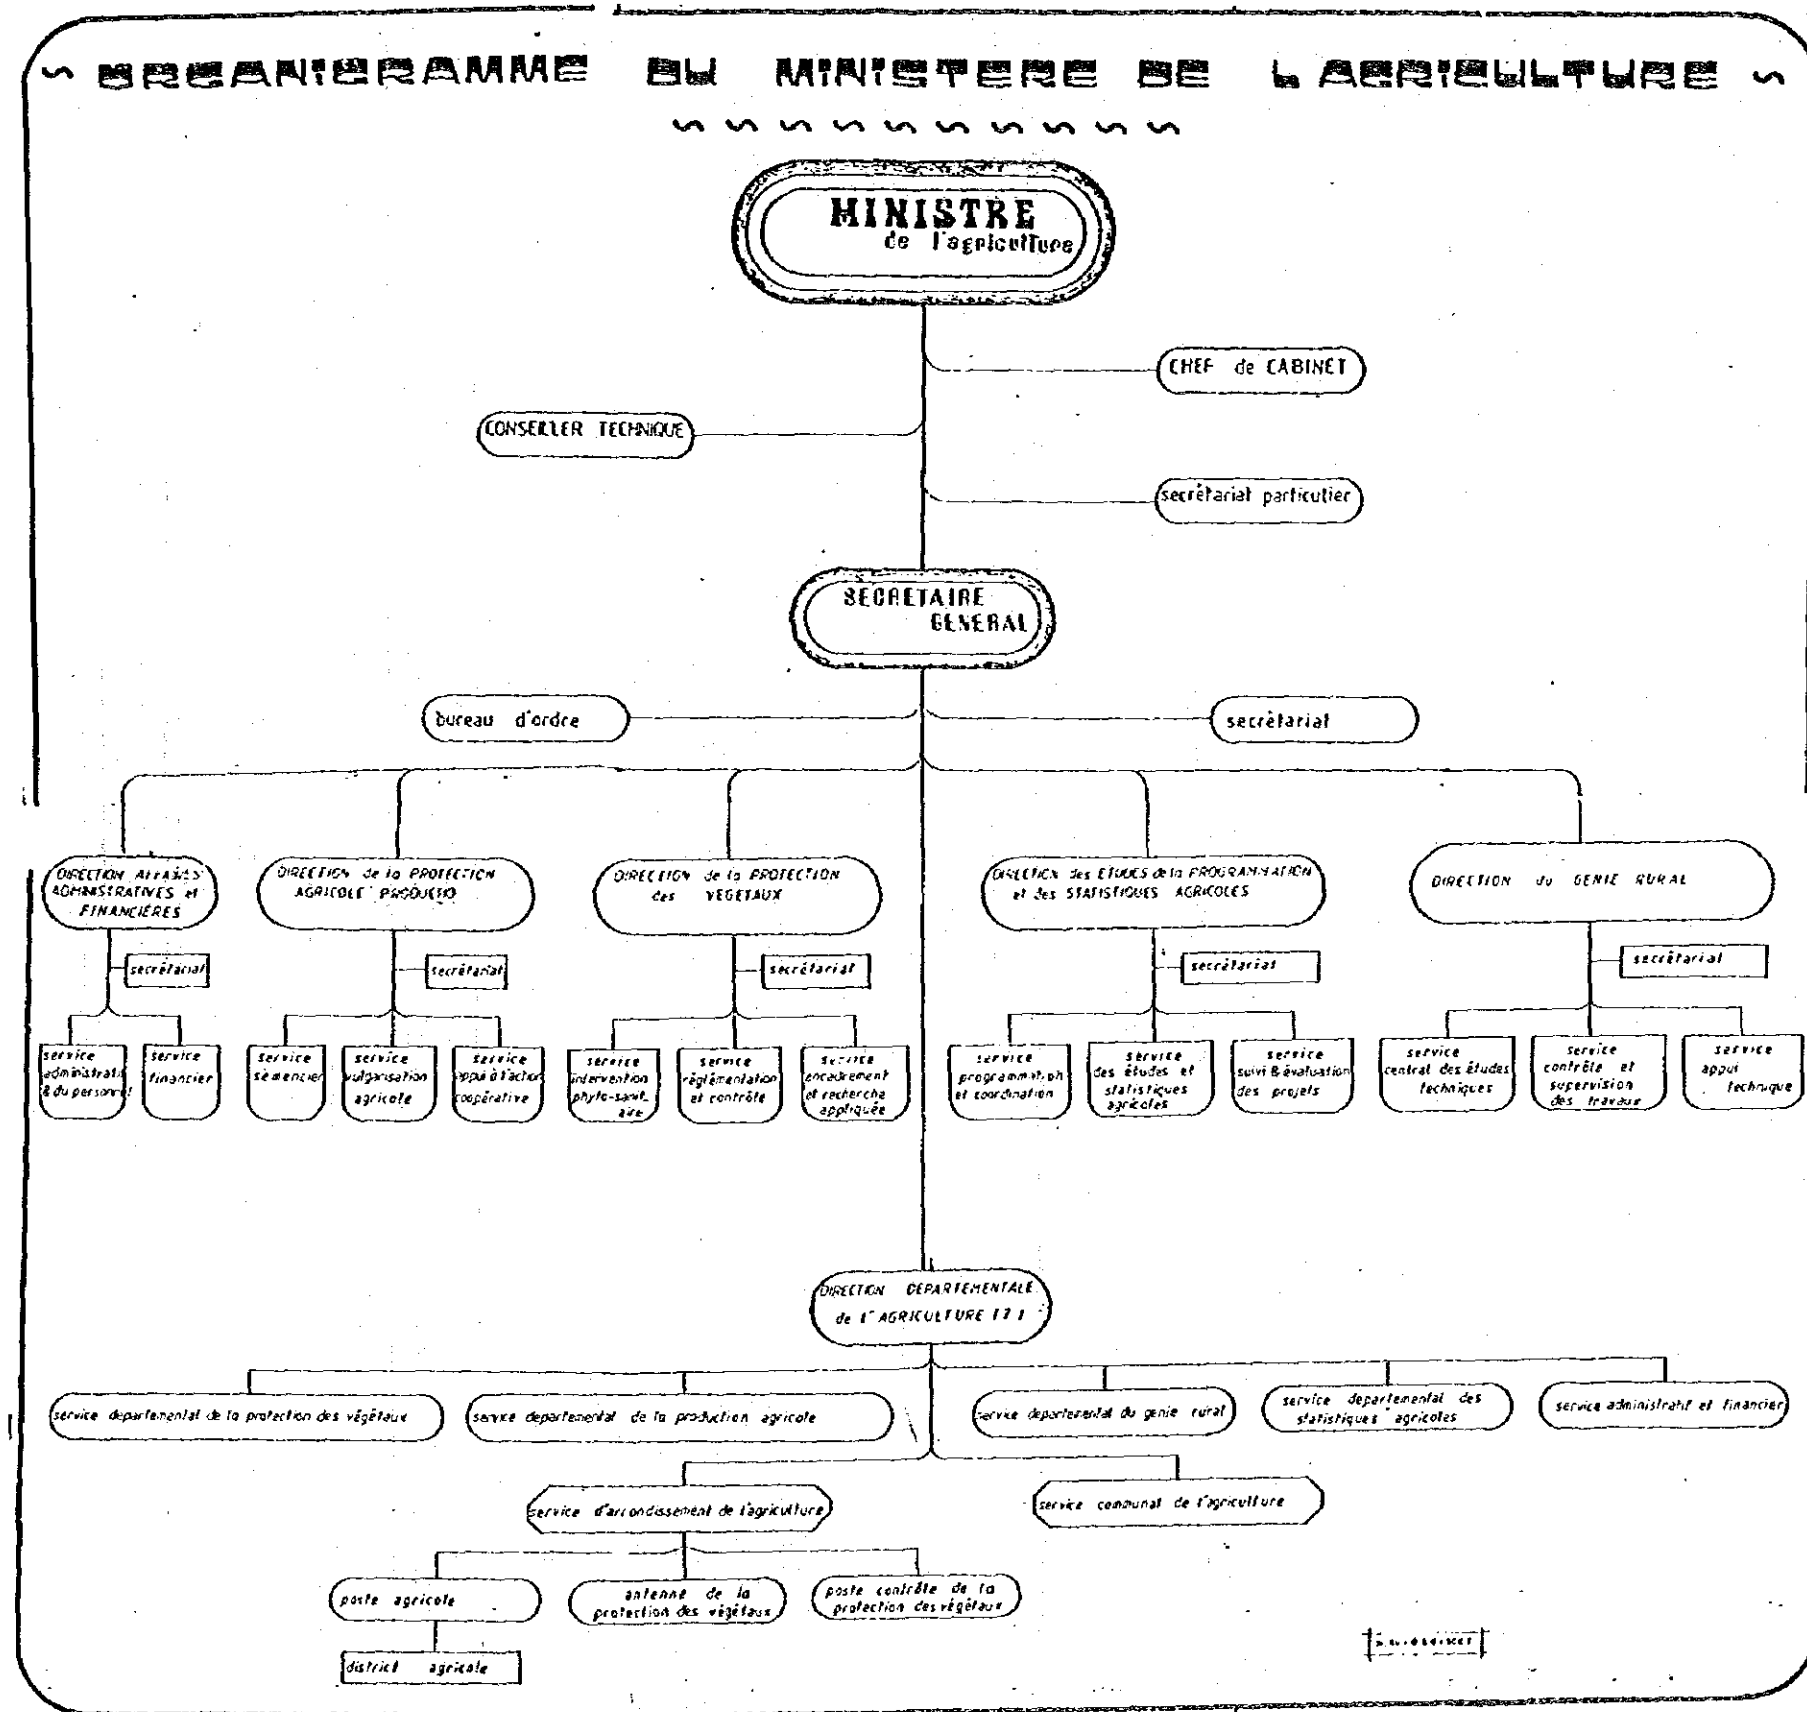 ~ ORGANIGRAMME DU MINISTERE DE L AGRICULTURE ~
MINISTRE
de l'agriculture
CHEF de CABINET
CONSEILLER TECHNIQUE
secrétariat particulier
SECRETAIRE
GENERAL
bureau d'ordre
secrétariat
DIRECTION AFFAIRES
ADMINISTRATIVES et
FINANCIÈRES
DIRECTION de la PROTECTION
AGRICOLE PRODUCTIO
DIRECTION de la PROTECTION
des VEGETAUX
DIRECTION des ETUDES de la PROGRAMMATION
et des STATISTIQUES AGRICOLES
DIRECTION du GENIE RURAL
secrétariat
secrétariat
secrétariat
secrétariat
secrétariat
service
administratif
& du personnel
service
financier
service
semencier
service
vulgarisation
agricole
service
appui à l'action
coopérative
service
intervention
phyto-sanit_
aire
service
réglémentation
et contrôle
service
encadrement
et recherche
appliquée
service
programmation
et coordination
service
des études et
statistiques
agricoles
service
suivi & évaluation
des projets
service
central des études
techniques
service
contrôle et
supervision
des travaux
service
appui
technique
DIRECTION DEPARTEMENTALE
de l'AGRICULTURE
service departemental de la protection des végétaux
service departemental de la production agricole
service departemental du genie rural
service departemental des
statistiques agricoles
service administratif et financier
service d'arrondissement de l'agriculture
service communal de l'agriculture
poste agricole
antenne de la
protection des végétaux
poste contrôle de la
protection des végétaux
district agricole